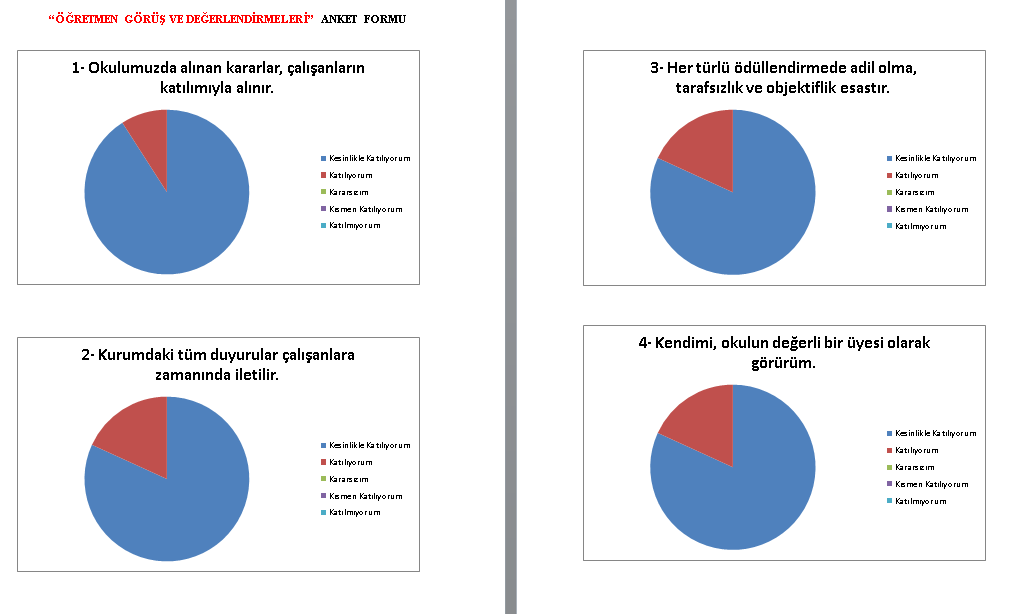 “ÖĞRETMEN GÖRÜŞ VE DEĞERLENDİRMELERİ” ANKET FORMU
1- Okulumuzda alınan kararlar, çalışanların
katılımıyla alınır.
Kesinlikle Katılıyorum
Katılıyorum
Kararsızım
Kısmen Katılıyorum
Katılmıyorum
2- Kurumdaki tüm duyurular çalışanlara
zamanında iletilir.
Kesinlikle Katılıyorum
Katılıyorum
Kararsızım
Kısmen Katılıyorum
Katılmıyorum
3- Her türlü ödüllendirmede adil olma,
tarafsızlık ve objektiflik esastır.
Kesinlikle Katılıyorum
Katılıyorum
Kararsızım
Kısmen Katılıyorum
Katılmıyorum
4- Kendimi, okulun değerli bir üyesi olarak
görürüm.
Kesinlikle Katılıyorum
Katılıyorum
Kararsızım
Kısmen Katılıyorum
Katılmıyorum